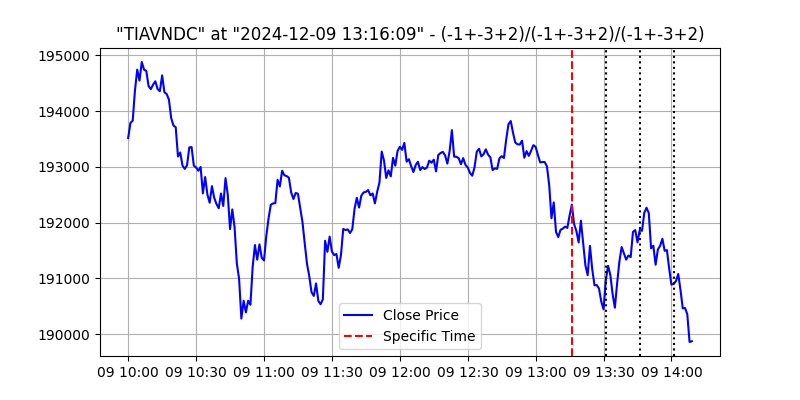 "TIAVNDC" at "2024-12-09 13:16:09" - (-1+-3+2)/(-1+-3+2)/(-1+-3+2)
195000
194000
193000
192000
191000
190000
Close Price
Specific Time
09 10:00 09 10:30 09 11:00 09 11:30 09 12:00 09 12:30 09 13:00 09 13:30 09 14:00